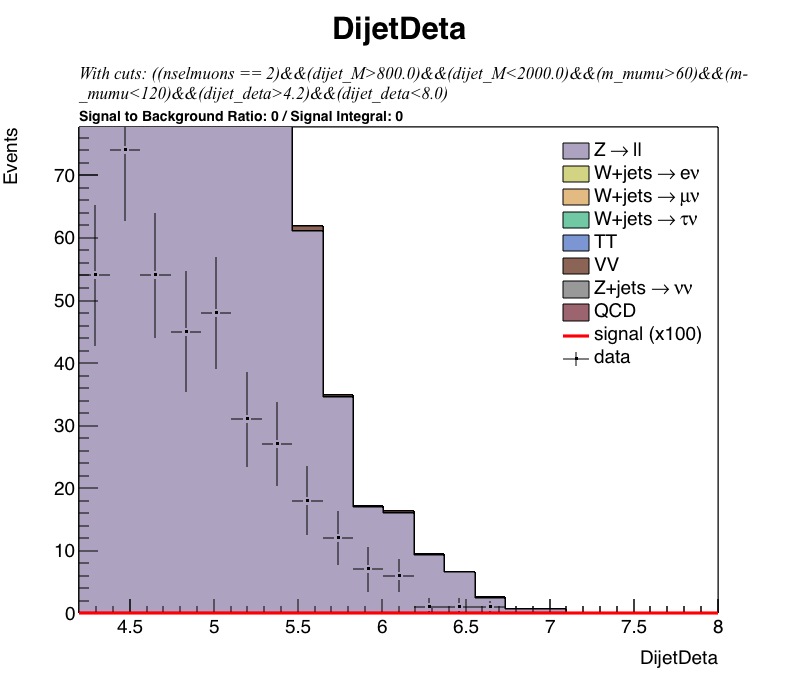 DijetDeta
With cuts: ((nselmuons == 2)&&(dijet_M>800.0)&&(dijet_M<2000.0)&&(m_mumu>60)&&(m-
_mumu<120)&&(dijet_deta>4.2)&&(dijet_deta<8.0)
Signal to Background Ratio: 0 / Signal Integral: 0
Events
70
60
50
40
30
20
10
0
Z → ll
W+jets → eν
W+jets → μν
W+jets → τν
TT
VV
Z+jets → νν
QCD
signal (x100)
data
4.5 5 5.5 6 6.5 7 7.5 8
DijetDeta